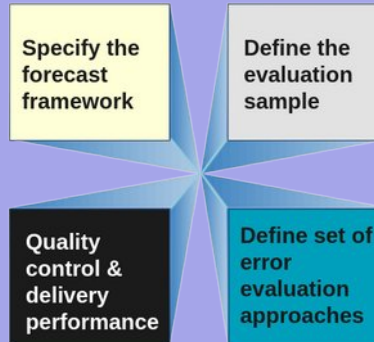 Specify the
forecast
framework
Define the
evaluation
sample
Quality
control &
delivery
performance
Define set of
error
evaluation
approaches